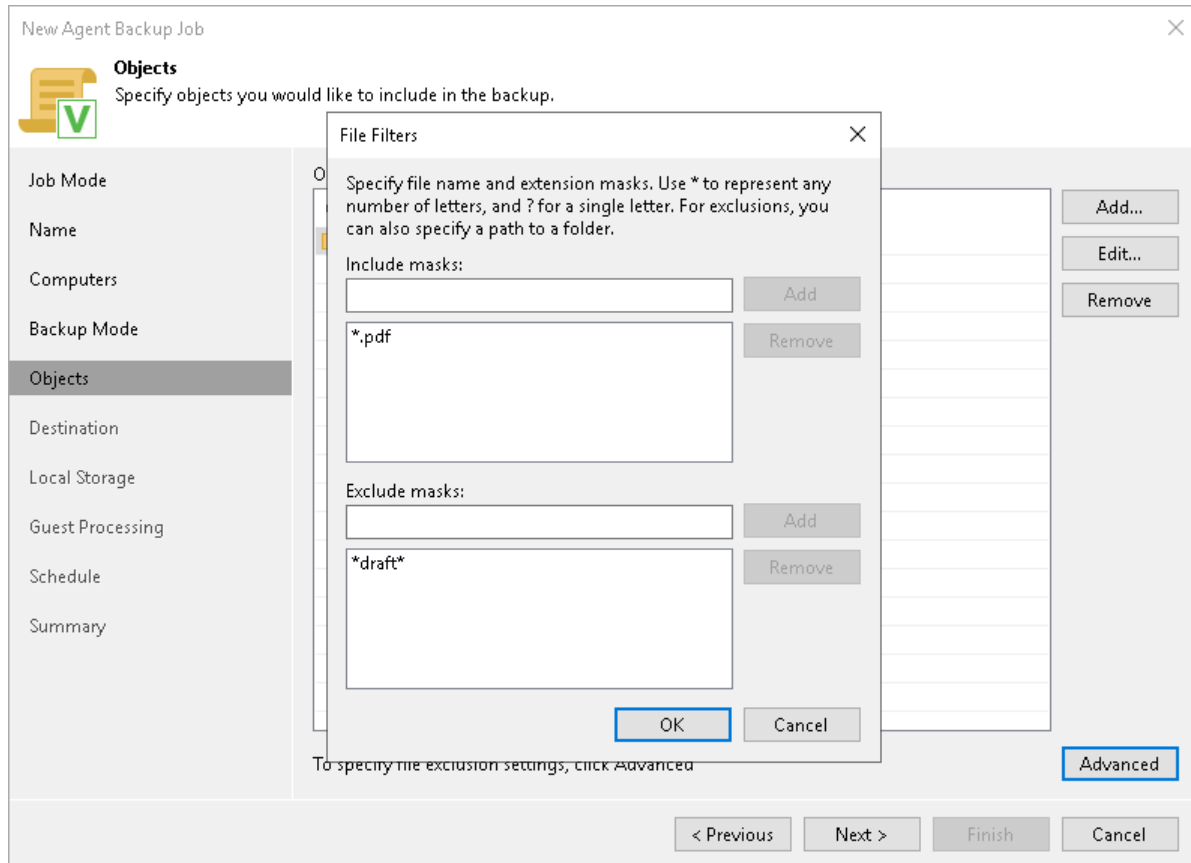 New Agent Backup Job
Objects
Specify objects you would like to include in the backup.
V
Job Mode
Name
Computers
Backup Mode
Objects
Destination
Local Storage
Guest Processing
Schedule
Summary
File Filters
Specify file name and extension masks. Use * to represent any
number of letters, and ? for a single letter. For exclusions, you
can also specify a path to a folder.
Include masks:
Add
*.pdf
Remove
Exclude masks:
Add
*draft*
Remove
OK
Cancel
Add...
Edit...
Remove
To specify file exclusion settings, click Advanced
Advanced
< Previous
Next >
Finish
Cancel